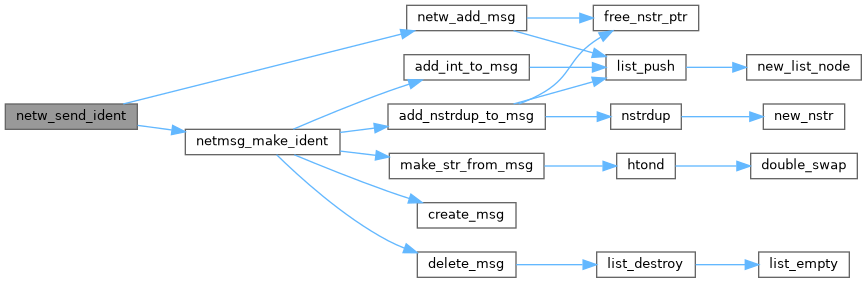 netw_send_ident
netw_add_msg
free_nstr_ptr
add_int_to_msg
list_push
new_list_node
add_nstrdup_to_msg
nstrdup
new_nstr
netmsg_make_ident
make_str_from_msg
htond
double_swap
create_msg
delete_msg
list_destroy
list_empty